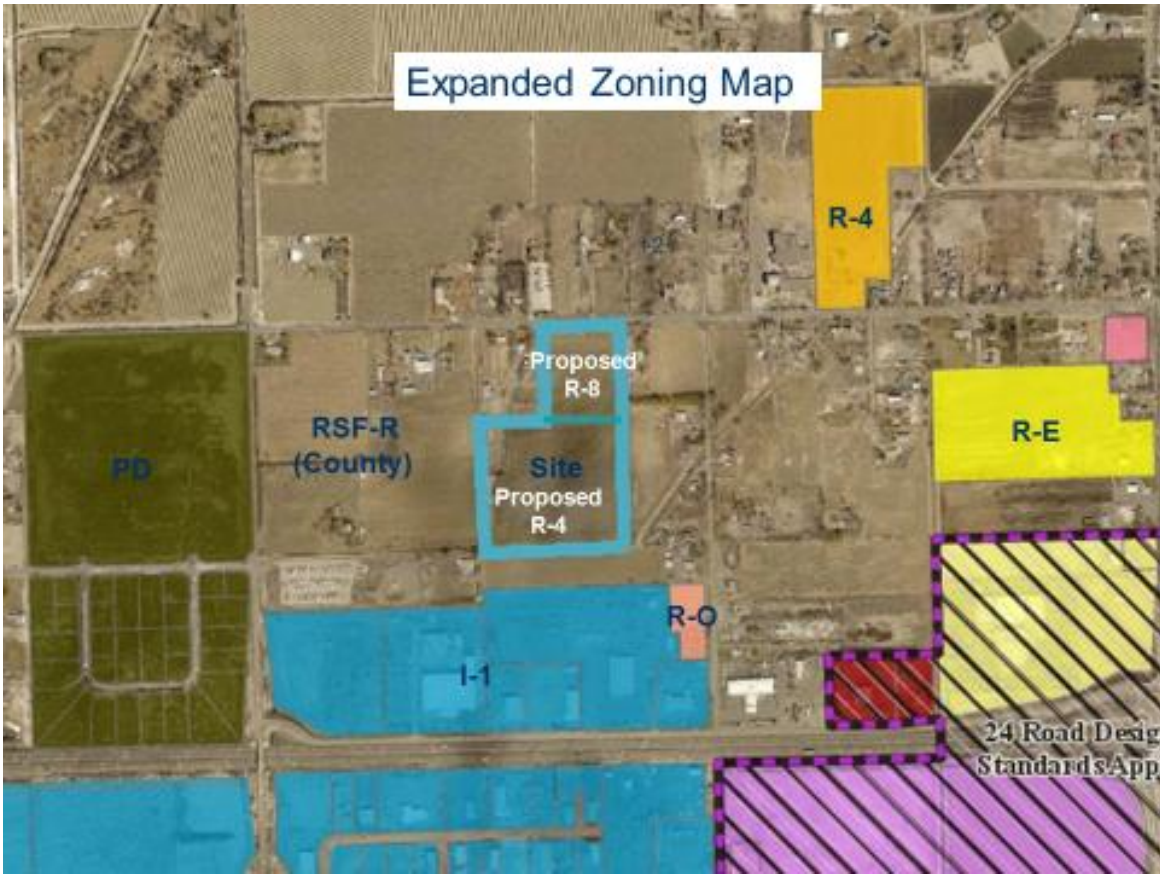 Expanded Zoning Map
R-4
Proposed
R-8
RSF-R
(County)
R-E
PD
Site
Proposed
R-4
R-O
I-1
24 Road Desig
Standards App